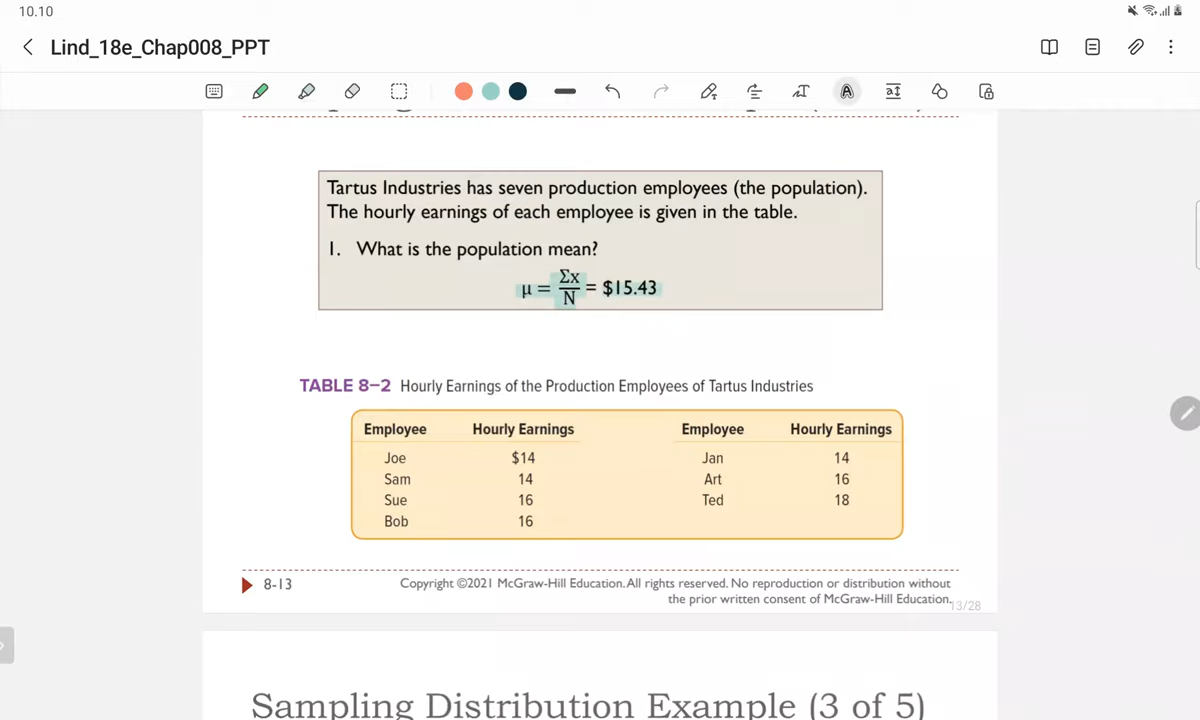 10.10
Lind_18e_Chap008_PPT
Tartus Industries has seven production employees (the population).
The hourly earnings of each employee is given in the table.
1. What is the population mean?
μ = Σx/N = $15.43
TABLE 8–2 Hourly Earnings of the Production Employees of Tartus Industries
Employee Hourly Earnings Employee Hourly Earnings
Joe $14 Jan 14
Sam 14 Art 16
Sue 16 Ted 18
Bob 16
8-13
Copyright ©2021 McGraw-Hill Education. All rights reserved. No reproduction or distribution without
the prior written consent of McGraw-Hill Education.
13/28
Sampling Distribution Example (3 of 5)